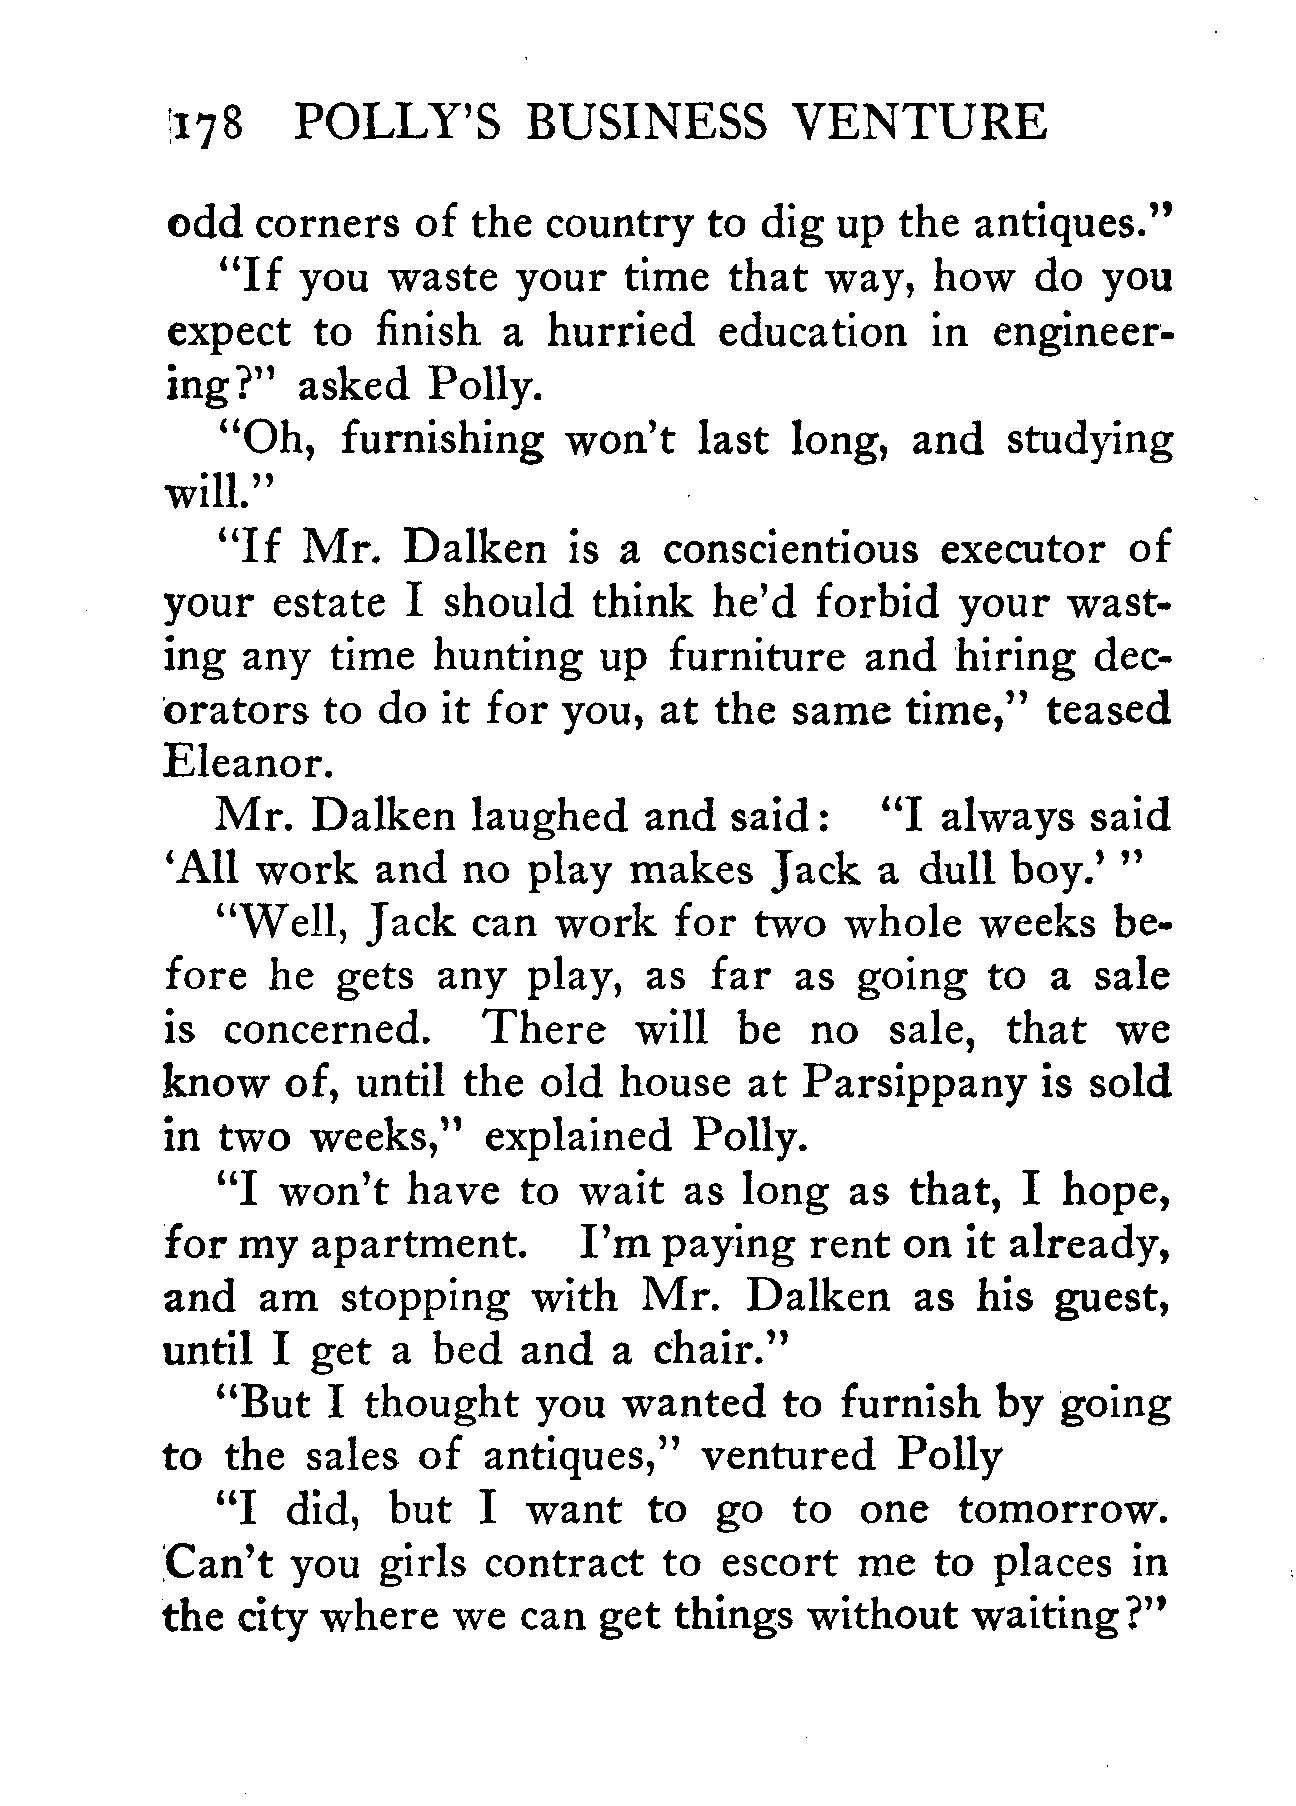 178 POLLY'S BUSINESS VENTURE
odd corners of the country to dig up the antiques."
"If you waste your time that way, how do you
expect to finish a hurried education in engineer-
ing?" asked Polly.
"Oh, furnishing won't last long, and studying
will."
"If Mr. Dalken is a conscientious executor of
your estate I should think he'd forbid your wast-
ing any time hunting up furniture and hiring dec-
orators to do it for you, at the same time," teased
Eleanor.
Mr. Dalken laughed and said: "I always said
'All work and no play makes Jack a dull boy.' "
"Well, Jack can work for two whole weeks be-
fore he gets any play, as far as going to a sale
is concerned. There will be no sale, that we
know of, until the old house at Parsippany is sold
in two weeks," explained Polly.
"I won't have to wait as long as that, I hope,
for my apartment. I'm paying rent on it already,
and am stopping with Mr. Dalken as his guest,
until I get a bed and a chair."
"But I thought you wanted to furnish by going
to the sales of antiques," ventured Polly
"I did, but I want to go to one tomorrow.
Can't you girls contract to escort me to places in
the city where we can get things without waiting?"